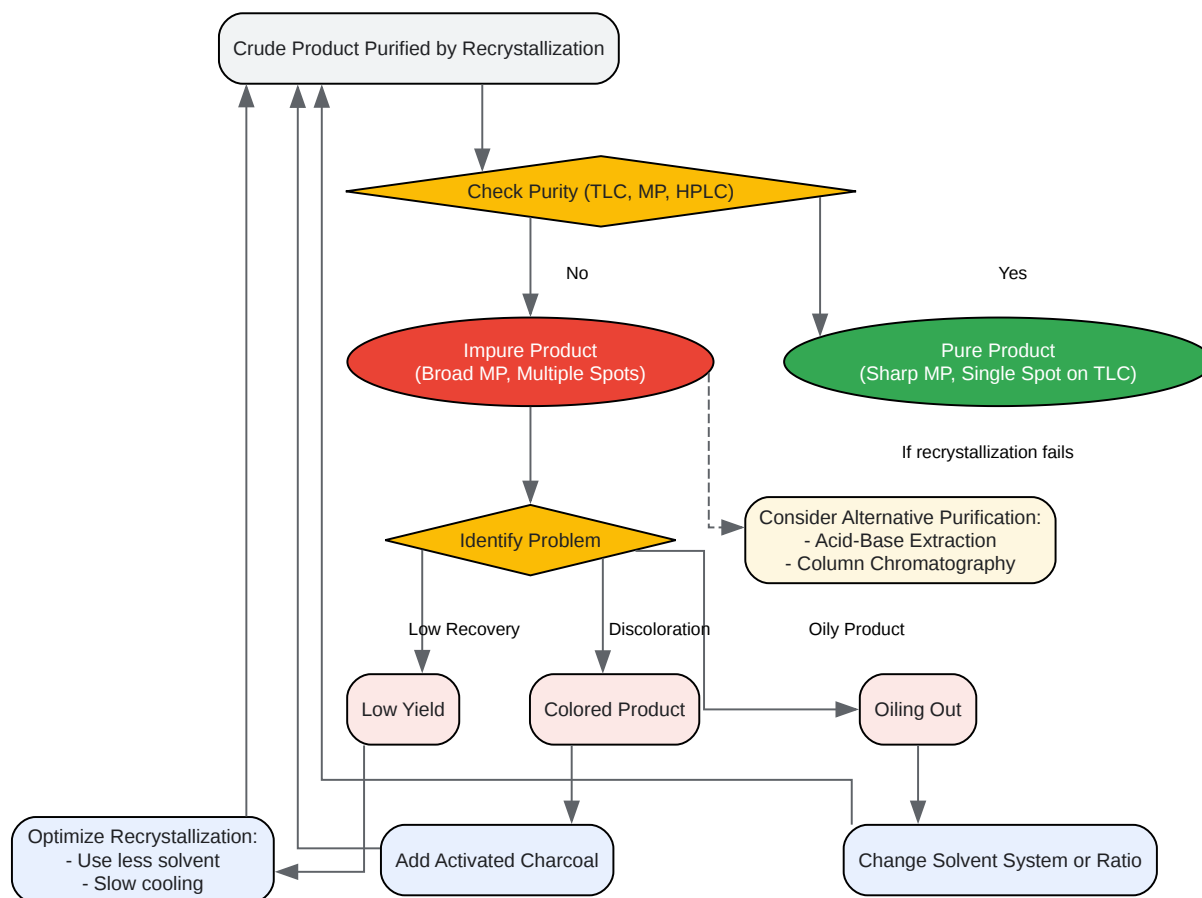 Crude Product Purified by Recrystallization
Check Purity (TLC, MP, HPLC)
No
Yes
Impure Product
(Broad MP, Multiple Spots)
Pure Product
(Sharp MP, Single Spot on TLC)
If recrystallization fails
Consider Alternative Purification:
- Acid-Base Extraction
- Column Chromatography
Identify Problem
Low Recovery
Discoloration
Oily Product
Low Yield
Colored Product
Oiling Out
Optimize Recrystallization:
- Use less solvent
- Slow cooling
Add Activated Charcoal
Change Solvent System or Ratio